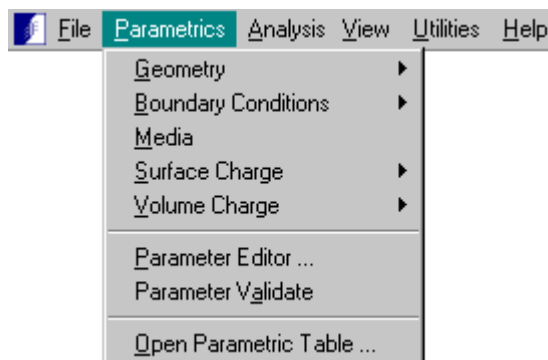 File Parametrics Analysis View Utilities Help
Geometry
Boundary Conditions
Media
Surface Charge
Volume Charge
Parameter Editor ...
Parameter Validate
Open Parametric Table ...